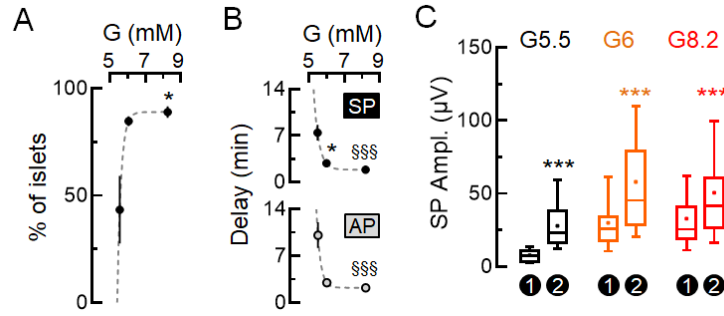 A
G (mM)
5 7 9
100
50
0
% of islets
*
B
G (mM)
5 7 9
14
7
0
14
7
0
Delay (min)
SP
*
§§§
AP
§§§
C
G5.5 G6 G8.2
150
100
50
0
SP Ampl. (µV)
*** *** ***
1 2 1 2 1 2